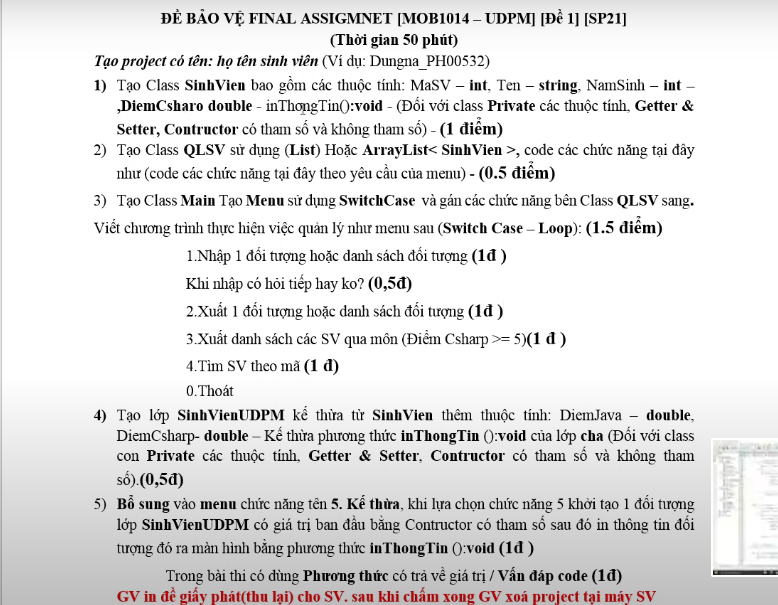 ĐỀ BẢO VỆ FINAL ASSIGMNET [MOB1014 – UDPM] [Đề 1] [SP21]
(Thời gian 50 phút)
Tạo project có tên: họ tên sinh viên (Ví dụ: Dungna_PH00532)
1) Tạo Class SinhVien bao gồm các thuộc tính: MaSV – int, Ten – string, NamSinh – int –
,DiemCsharo double - inThongTin():void - (Đối với class Private các thuộc tính, Getter &
Setter, Contructor có tham số và không tham số) - (1 điểm)
2) Tạo Class QLSV sử dụng (List) Hoặc ArrayList< SinhVien >, code các chức năng tại đây
như (code các chức năng tại đây theo yêu cầu của menu) - (0.5 điểm)
3) Tạo Class Main Tạo Menu sử dụng SwitchCase và gán các chức năng bên Class QLSV sang.
Viết chương trình thực hiện việc quản lý như menu sau (Switch Case – Loop): (1.5 điểm)
1.Nhập 1 đối tượng hoặc danh sách đối tượng (1đ )
Khi nhập có hỏi tiếp hay ko? (0,5đ)
2.Xuất 1 đối tượng hoặc danh sách đối tượng (1đ )
3.Xuất danh sách các SV qua môn (Điểm Csharp >= 5)(1 đ )
4.Tìm SV theo mã (1 đ)
0.Thoát
4) Tạo lớp SinhVienUDPM kế thừa từ SinhVien thêm thuộc tính: DiemJava – double,
DiemCsharp- double – Kế thừa phương thức inThongTin ():void của lớp cha (Đối với class
con Private các thuộc tính, Getter & Setter, Contructor có tham số và không tham
số).(0,5đ)
5) Bổ sung vào menu chức năng tên 5. Kế thừa, khi lựa chọn chức năng 5 khởi tạo 1 đối tượng
lớp SinhVienUDPM có giá trị ban đầu bằng Contructor có tham số sau đó in thông tin đối
tượng đó ra màn hình bằng phương thức inThongTin ():void (1đ )
Trong bài thi có dùng Phương thức có trả về giá trị / Vấn đáp code (1đ)
GV in đề giấy phát(thu lại) cho SV. sau khi chấm xong GV xoá project tại máy SV